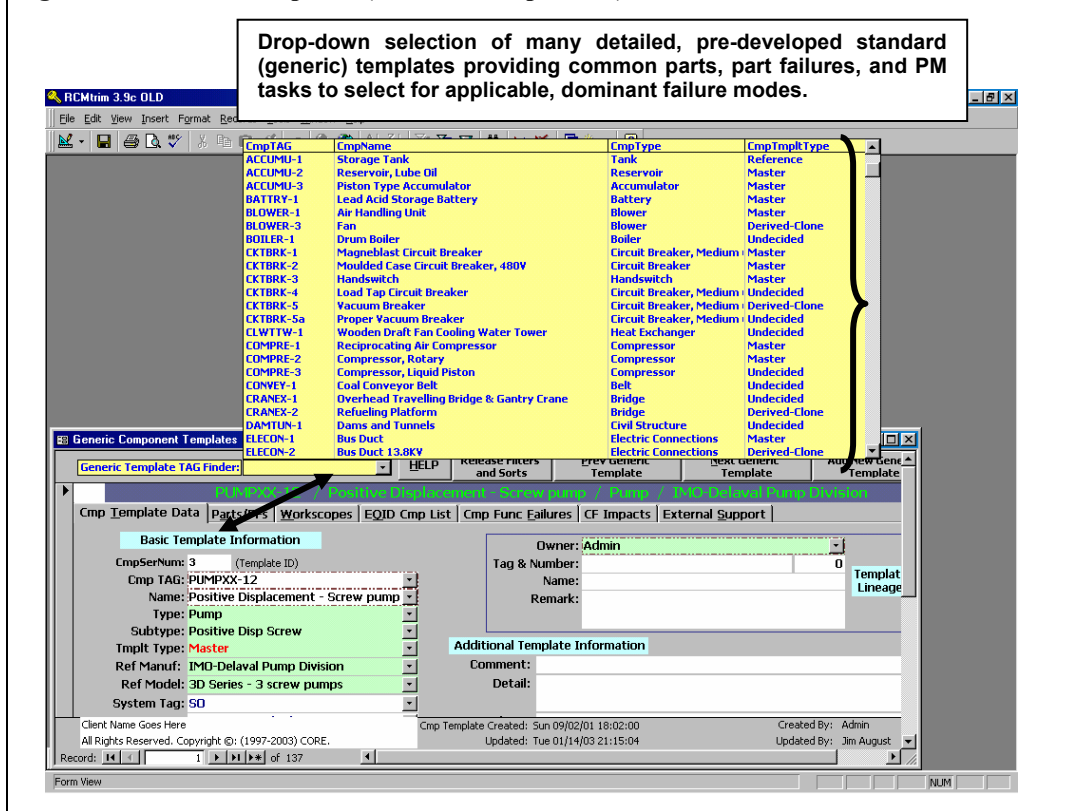 Drop-down selection of many detailed, pre-developed standard
(generic) templates providing common parts, part failures, and PM
tasks to select for applicable, dominant failure modes.
RCMtrim 3.9c OLD
File Edit View Insert Format
CmpTAG CmpName CmpType CmpTmpltType
ACCUMU-1 Storage Tank Tank Reference
ACCUMU-2 Reservoir, Lube Oil Reservoir Master
ACCUMU-3 Piston Type Accumulator Accumulator Master
BATTRY-1 Lead Acid Storage Battery Battery Master
BLOWER-1 Air Handling Unit Blower Master
BLOWER-3 Fan Blower Derived-Clone
BOILER-1 Drum Boiler Boiler Undecided
CKTBRK-1 Magneblast Circuit Breaker Circuit Breaker, Medium Master
CKTBRK-2 Moulded Case Circuit Breaker, 480V Circuit Breaker Master
CKTBRK-3 Handswitch Handswitch Master
CKTBRK-4 Load Tap Circuit Breaker Circuit Breaker, Medium Undecided
CKTBRK-5 Vacuum Breaker Circuit Breaker, Medium Derived-Clone
CKTBRK-5a Proper Vacuum Breaker Circuit Breaker, Medium Undecided
CLWTTW-1 Wooden Draft Fan Cooling Water Tower Heat Exchanger Undecided
COMPRE-1 Reciprocating Air Compressor Compressor Master
COMPRE-2 Compressor, Rotary Compressor Master
COMPRE-3 Compressor, Liquid Piston Compressor Undecided
CONVEY-1 Coal Conveyor Belt Belt Undecided
CRANEX-1 Overhead Travelling Bridge & Gantry Crane Bridge Undecided
CRANEX-2 Refueling Platform Bridge Derived-Clone
DAMTUN-1 Dams and Tunnels Civil Structure Undecided
ELECON-1 Bus Duct Electric Connections Master
ELECON-2 Bus Duct 13.8KV Electric Connections Derived-Clone
Generic Component Templates
Generic Template TAG Finder: HELP Release Filters and Sorts Prev Generic Template Next Generic Template Add New Gene Template
PUMPXX-12 / Positive Displacement - Screw pump / Pump / IMO-Delaval Pump Division
Cmp Template Data Parts/PFs Workscopes EQID Cmp List Cmp Func Failures CF Impacts External Support
Basic Template Information
CmpSerNum: 3 (Template ID)
Cmp TAG: PUMPXX-12
Name: Positive Displacement - Screw pump
Type: Pump
Subtype: Positive Disp Screw
Tmplt Type: Master
Ref Manuf: IMO-Delaval Pump Division
Ref Model: 3D Series - 3 screw pumps
System Tag: SO
Owner: Admin
Tag & Number: 0
Name:
Remark:
Templat
Lineage
Additional Template Information
Comment:
Detail:
Client Name Goes Here
All Rights Reserved. Copyright ©: (1997-2003) CORE.
Cmp Template Created: Sun 09/02/01 18:02:00
Updated: Tue 01/14/03 21:15:04
Created By: Admin
Updated By: Jim August
Record: 1 of 137
Form View NUM